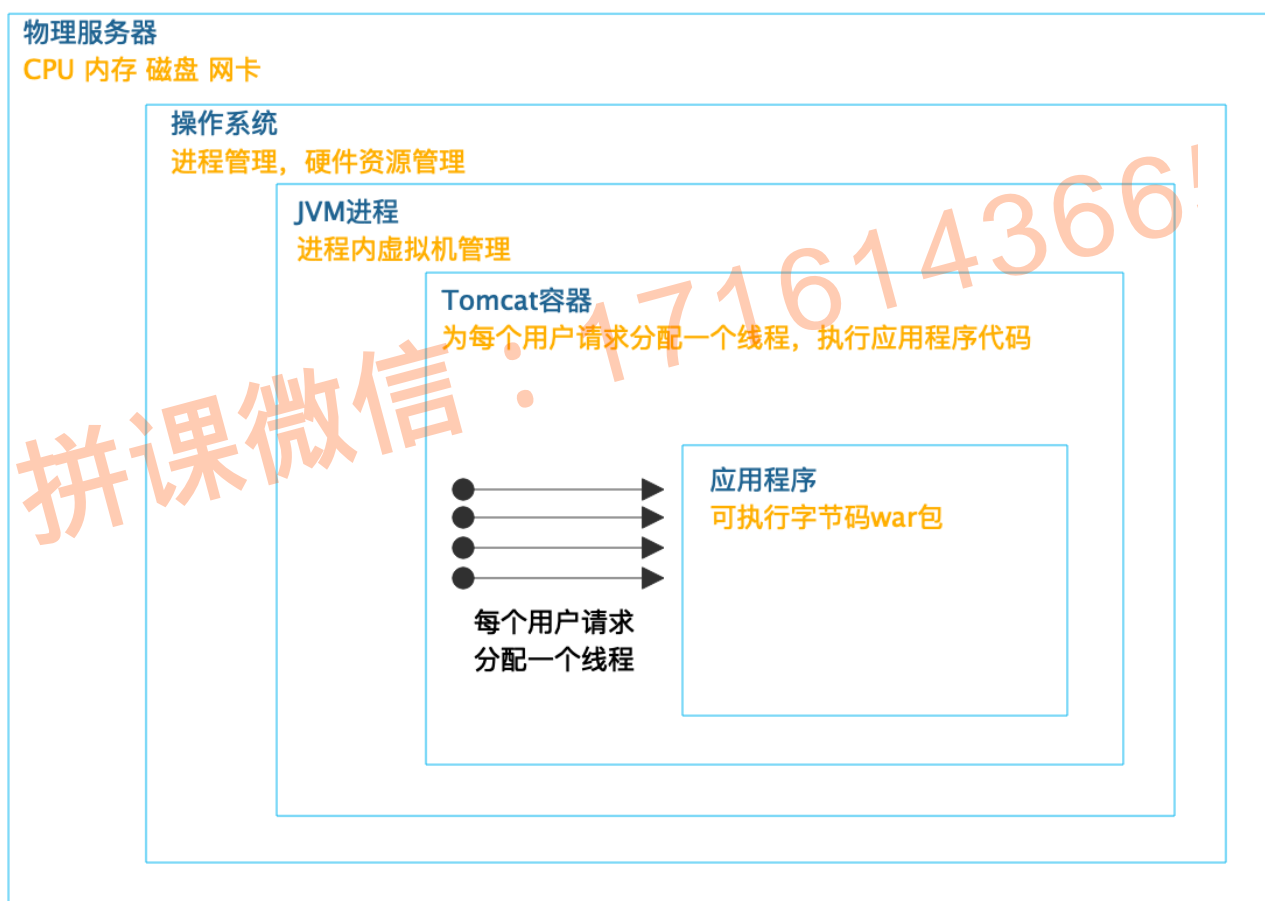 物理服务器
CPU 内存 磁盘 网卡
操作系统
进程管理，硬件资源管理
JVM进程
进程内虚拟机管理
Tomcat容器
为每个用户请求分配一个线程，执行应用程序代码
拼课微信：171614366
应用程序
可执行字节码war包
每个用户请求
分配一个线程